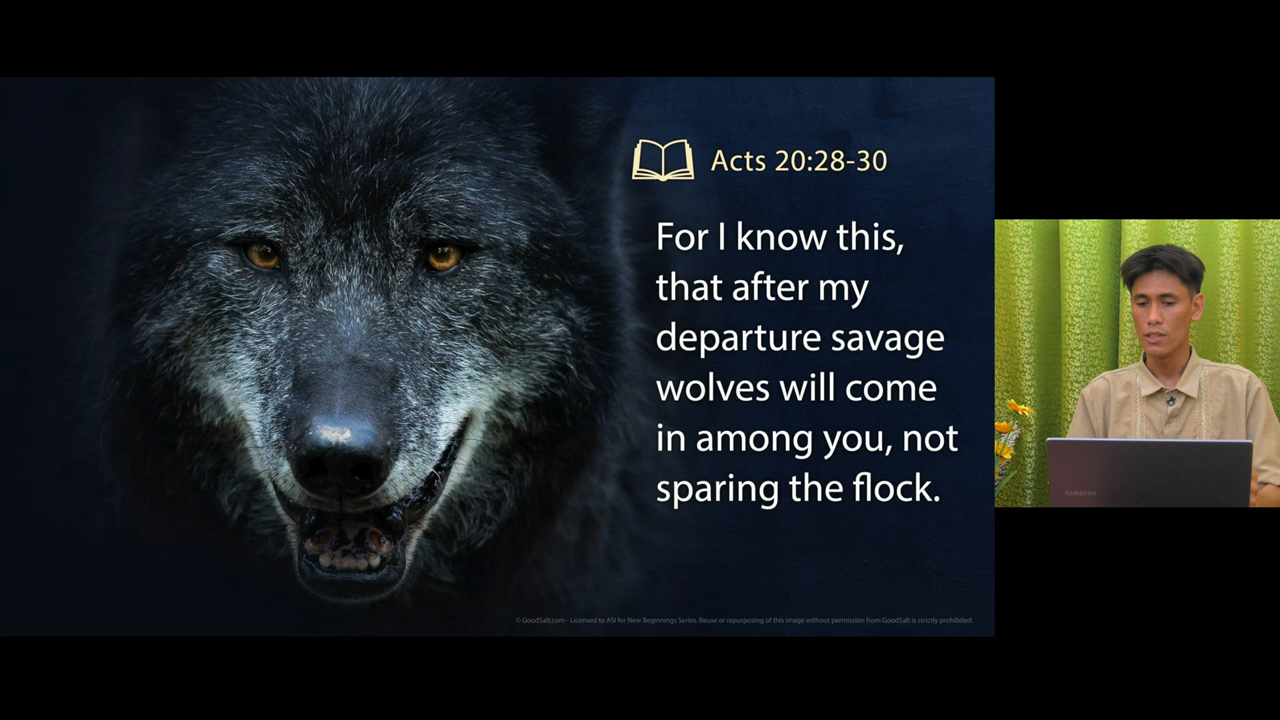 Acts 20:28-30
For I know this,
that after my
departure savage
wolves will come
in among you, not
sparing the flock.
© GoodSalt.com - Licensed to ASI for New Beginnings Series. Reuse or repurposing of this image without permission from GoodSalt is strictly prohibited.
SAMSUNG